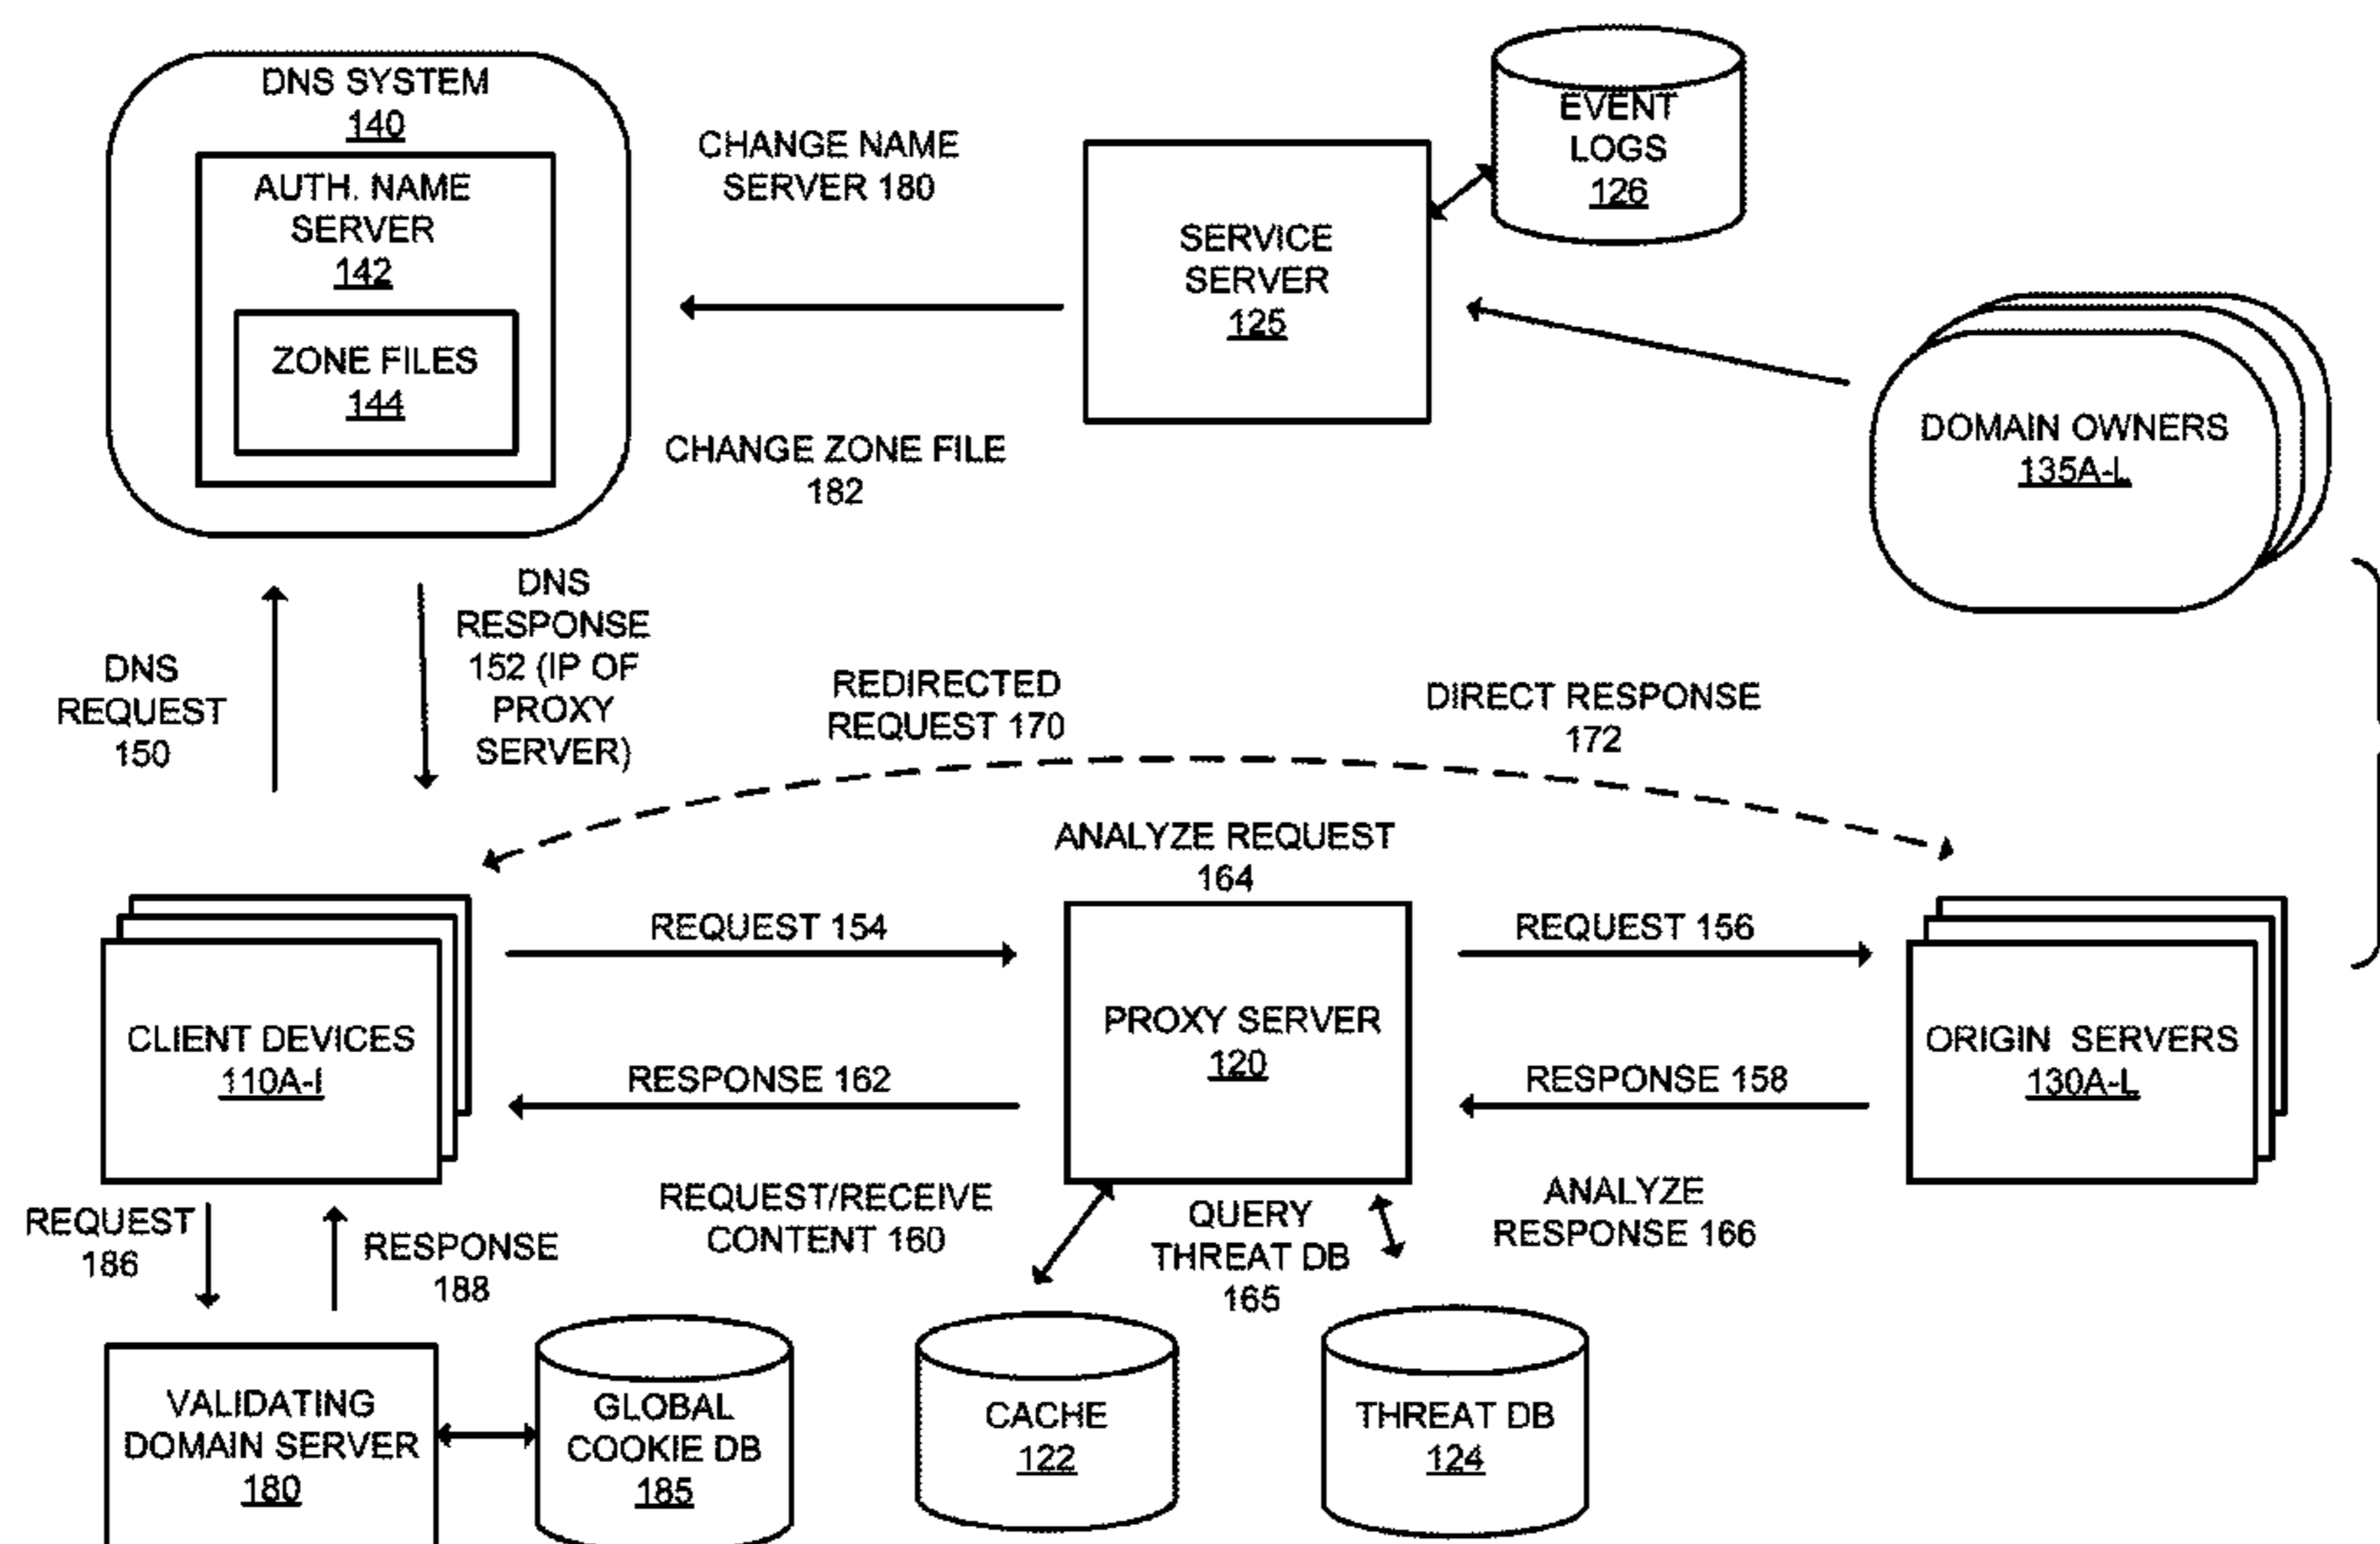 DNS SYSTEM
140
AUTH. NAME
SERVER
142
ZONE FILES
144
CHANGE NAME
SERVER 180
CHANGE ZONE FILE
182
SERVICE
SERVER
125
EVENT
LOGS
126
DOMAIN OWNERS
135A-L
DNS
REQUEST
150
DNS
RESPONSE
152 (IP OF
PROXY
SERVER)
REDIRECTED
REQUEST 170
DIRECT RESPONSE
172
ANALYZE REQUEST
164
REQUEST 154
REQUEST 156
CLIENT DEVICES
110A-I
PROXY SERVER
120
ORIGIN SERVERS
130A-L
RESPONSE 162
RESPONSE 158
REQUEST
186
RESPONSE
188
REQUEST/RECEIVE
CONTENT 160
QUERY
THREAT DB
165
ANALYZE
RESPONSE 166
VALIDATING
DOMAIN SERVER
180
GLOBAL
COOKIE DB
185
CACHE
122
THREAT DB
124